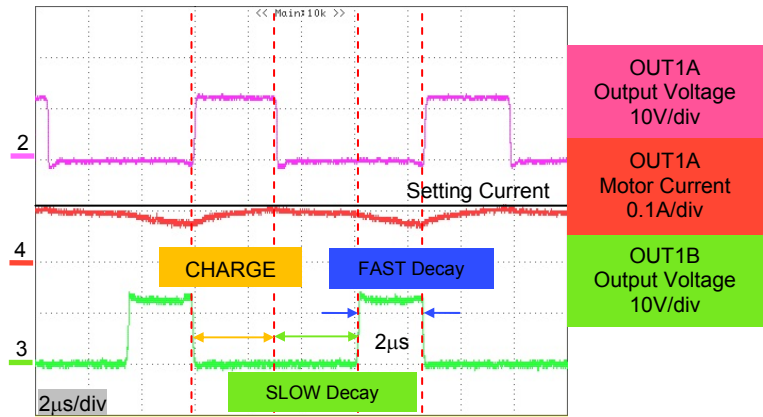 << Main:10k >>
OUT1A
Output Voltage
10V/div
2
OUT1A
Motor Current
0.1A/div
Setting Current
4
OUT1B
Output Voltage
10V/div
CHARGE
FAST Decay
2μs
3
SLOW Decay
2μs/div